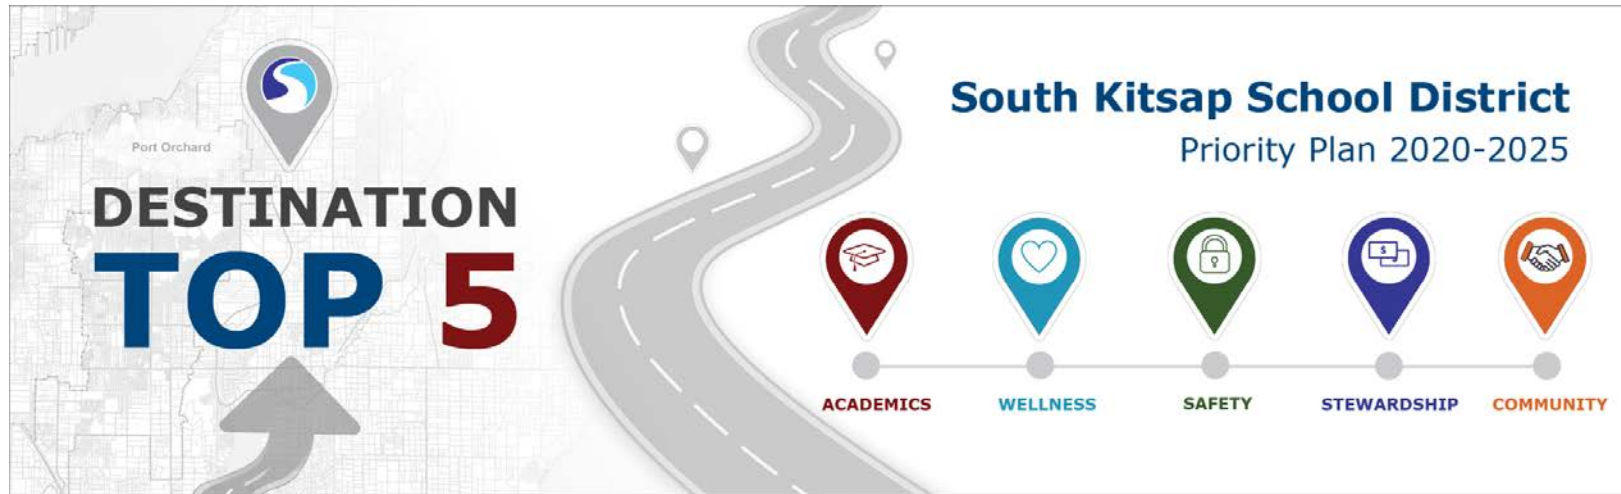 Port Orchard
DESTINATION
TOP 5
South Kitsap School District
Priority Plan 2020-2025
$
ACADEMICS
WELLNESS
SAFETY
STEWARDSHIP
COMMUNITY